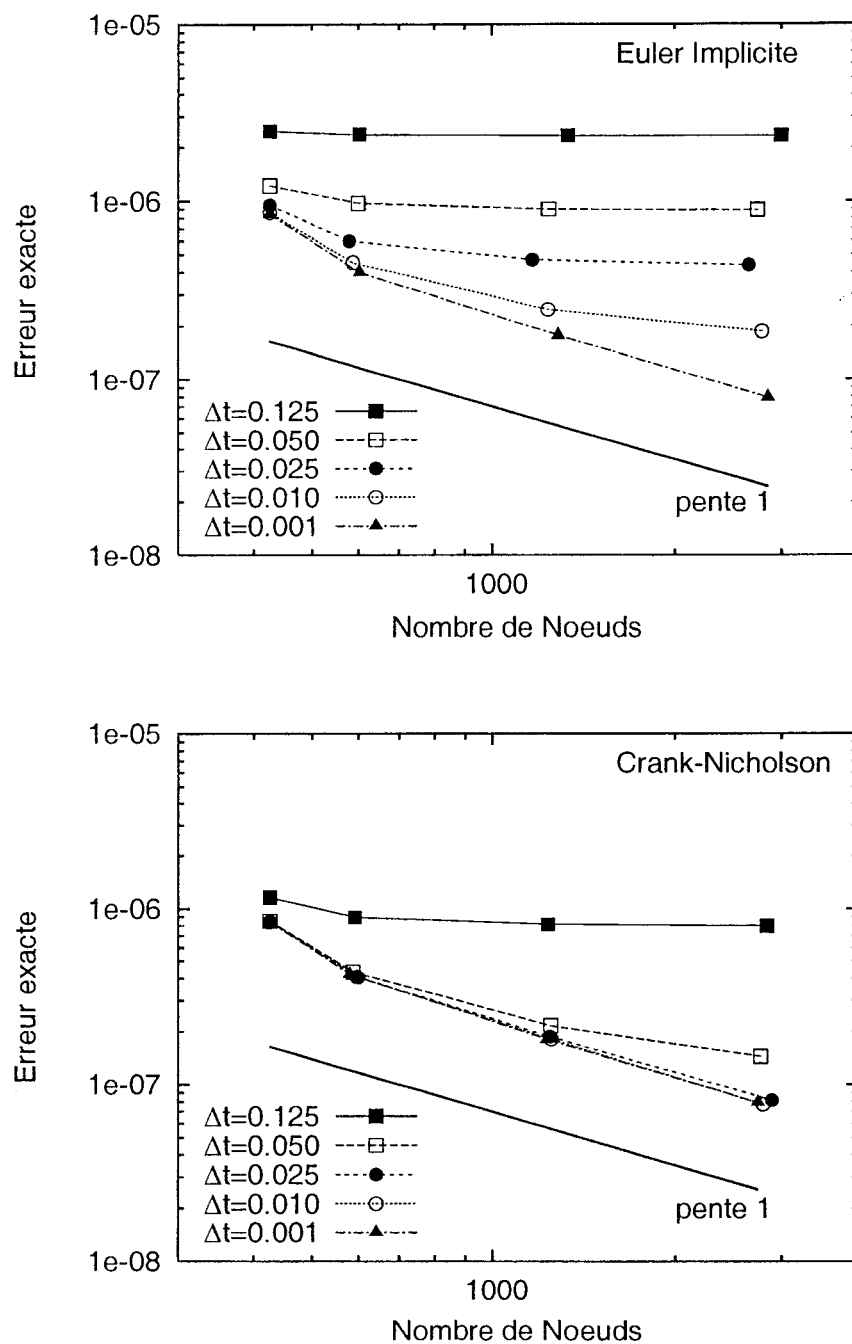 1e-05
Euler Implicite
1e-06
Erreur exacte
1e-07
Δt=0.125
Δt=0.050
Δt=0.025
Δt=0.010
Δt=0.001
pente 1
1e-08
1000
Nombre de Noeuds
1e-05
Crank-Nicholson
1e-06
Erreur exacte
1e-07
Δt=0.125
Δt=0.050
Δt=0.025
Δt=0.010
Δt=0.001
pente 1
1e-08
1000
Nombre de Noeuds